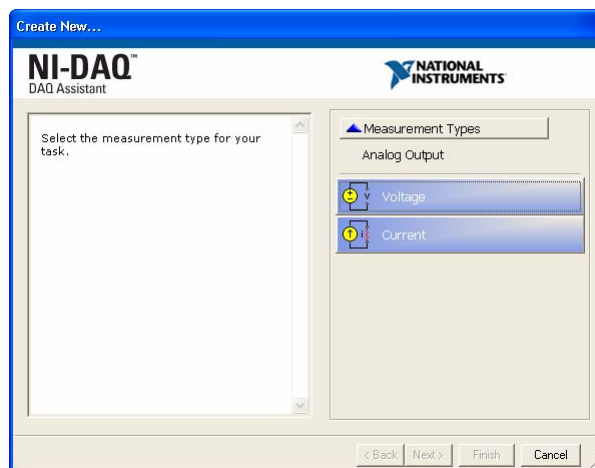 Create New...
NI-DAQ™
DAQ Assistant
NATIONAL
INSTRUMENTS
Select the measurement type for your
task.
Measurement Types
Analog Output
V
Voltage
i
Current
< Back
Next >
Finish
Cancel